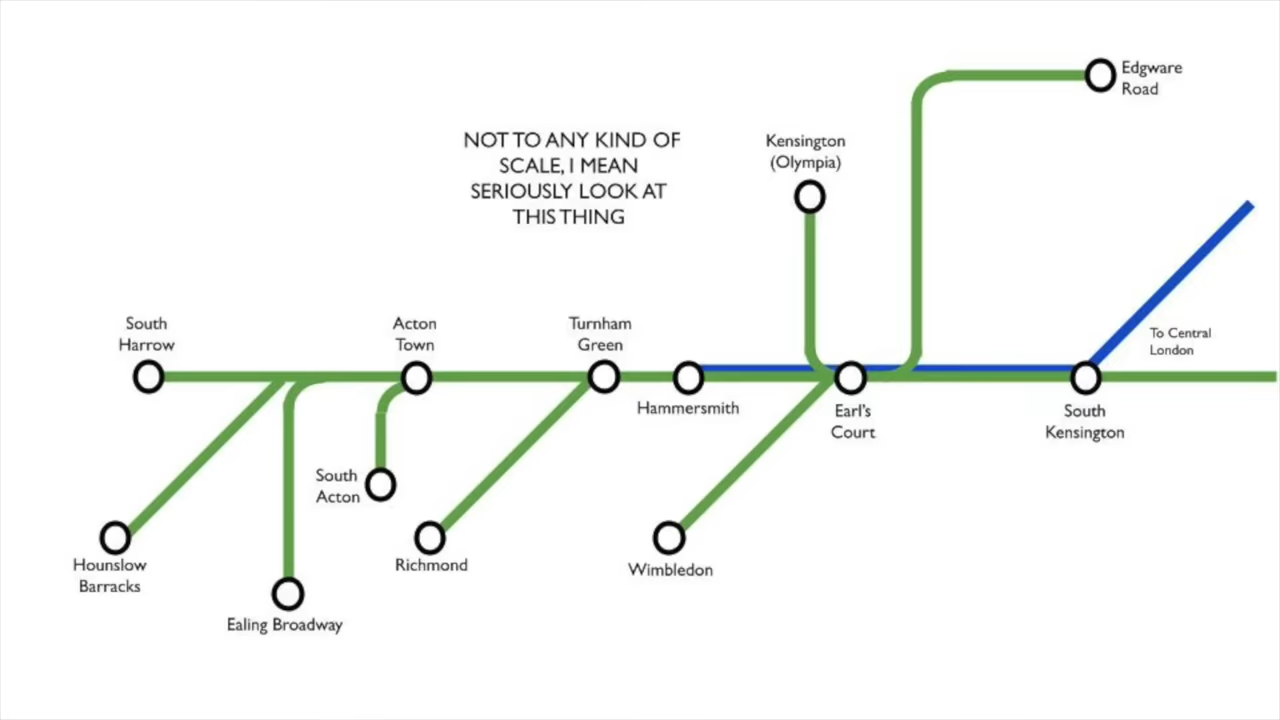 Edgware
Road
NOT TO ANY KIND OF
SCALE, I MEAN
SERIOUSLY LOOK AT
THIS THING
Kensington
(Olympia)
South
Harrow
Acton
Town
Turnham
Green
To Central
London
Hammersmith
Earl's
Court
South
Kensington
South
Acton
Hounslow
Barracks
Richmond
Wimbledon
Ealing Broadway